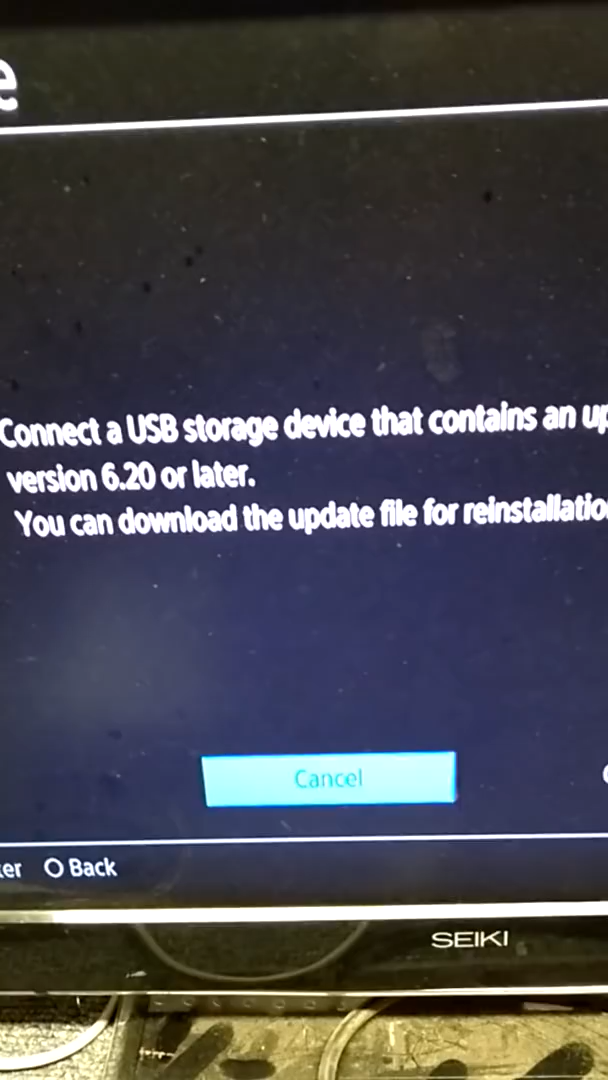 e
Connect a USB storage device that contains an up
version 6.20 or later.
You can download the update file for reinstallatio
Cancel
er O Back
SEIKI